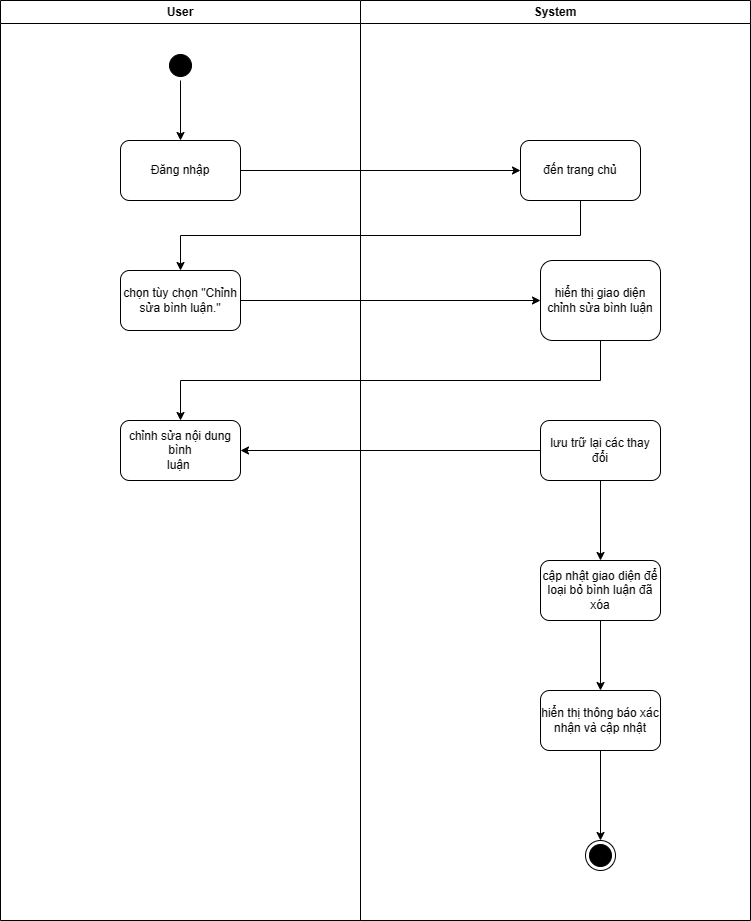 User
System
Đăng nhập
đến trang chủ
chọn tùy chọn "Chỉnh
sửa bình luận."
hiển thị giao diện
chỉnh sửa bình luận
chỉnh sửa nội dung
bình
luận
lưu trữ lại các thay
đổi
cập nhật giao diện để
loại bỏ bình luận đã
xóa
hiển thị thông báo xác
nhận và cập nhật